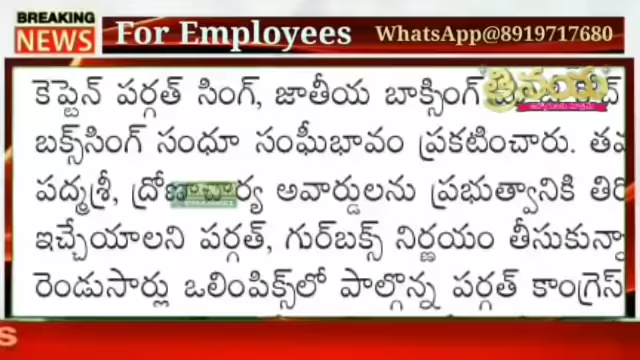 BREAKING
NEWS
For Employees
WhatsApp@8919717680
కెప్టెన్ పర్గత్ సింగ్, జాతీయ బాక్సింగ్
బక్స్‌సింగ్ సంధూ సంఘీభావం ప్రకటించారు. తమ
పద్మశ్రీ, ద్రోణాచార్య అవార్డులను ప్రభుత్వానికి తిరి
ఇచ్చేయాలని పర్గత్, గుర్‌బక్స్ నిర్ణయం తీసుకున్నా
రెండుసార్లు ఒలింపిక్స్‌లో పాల్గొన్న పర్గత్ కాంగ్రెస్
s